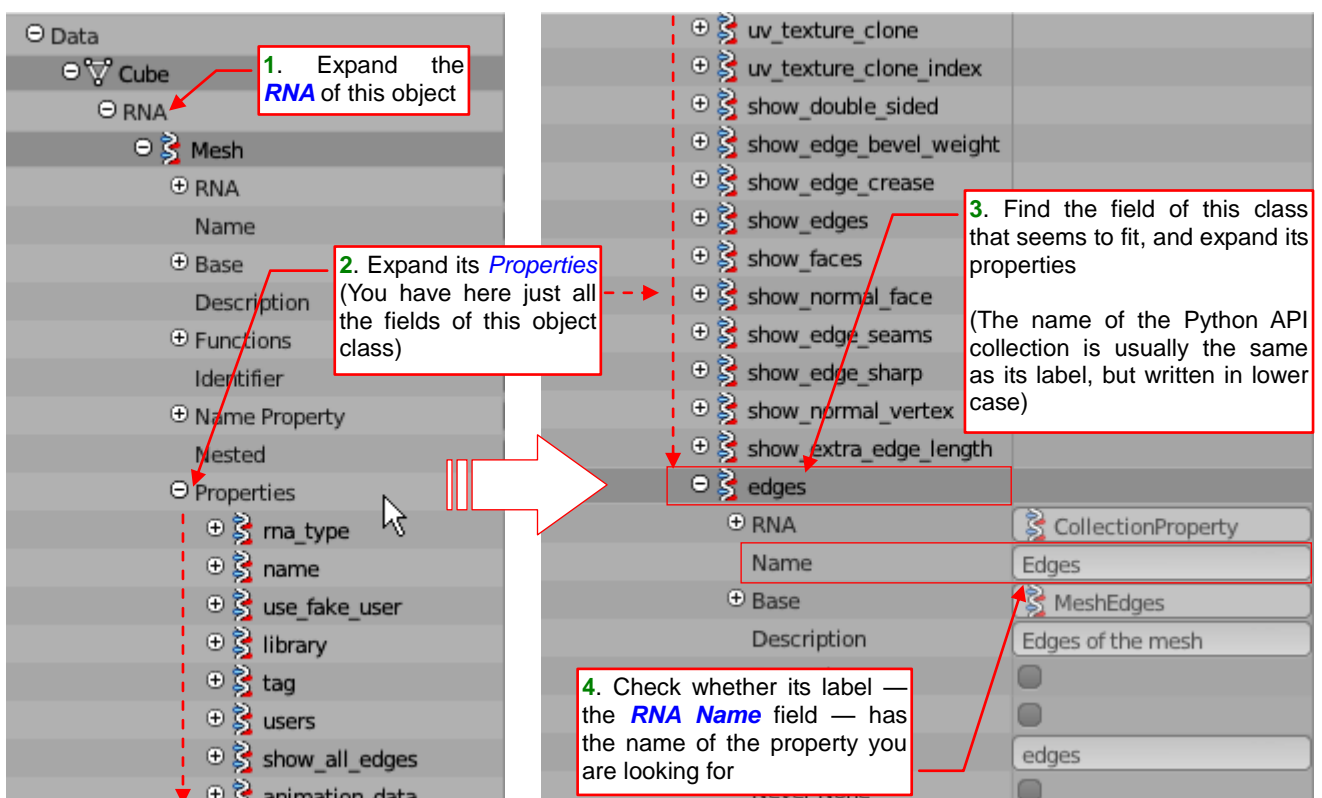 Data
Cube
RNA
Mesh
RNA
Name
Base
Description
Functions
Identifier
Name Property
Nested
Properties
rna_type
name
use_fake_user
library
tag
users
show_all_edges
animation_data
1. Expand the
RNA of this object
2. Expand its Properties
(You have here just all
the fields of this object
class)
uv_texture_clone
uv_texture_clone_index
show_double_sided
show_edge_bevel_weight
show_edge_crease
show_edges
show_faces
show_normal_face
show_edge_seams
show_edge_sharp
show_normal_vertex
show_extra_edge_length
edges
RNA
CollectionProperty
Name
Edges
Base
MeshEdges
Description
Edges of the mesh
edges
3. Find the field of this class
that seems to fit, and expand its
properties
(The name of the Python API
collection is usually the same
as its label, but written in lower
case)
4. Check whether its label —
the RNA Name field — has
the name of the property you
are looking for